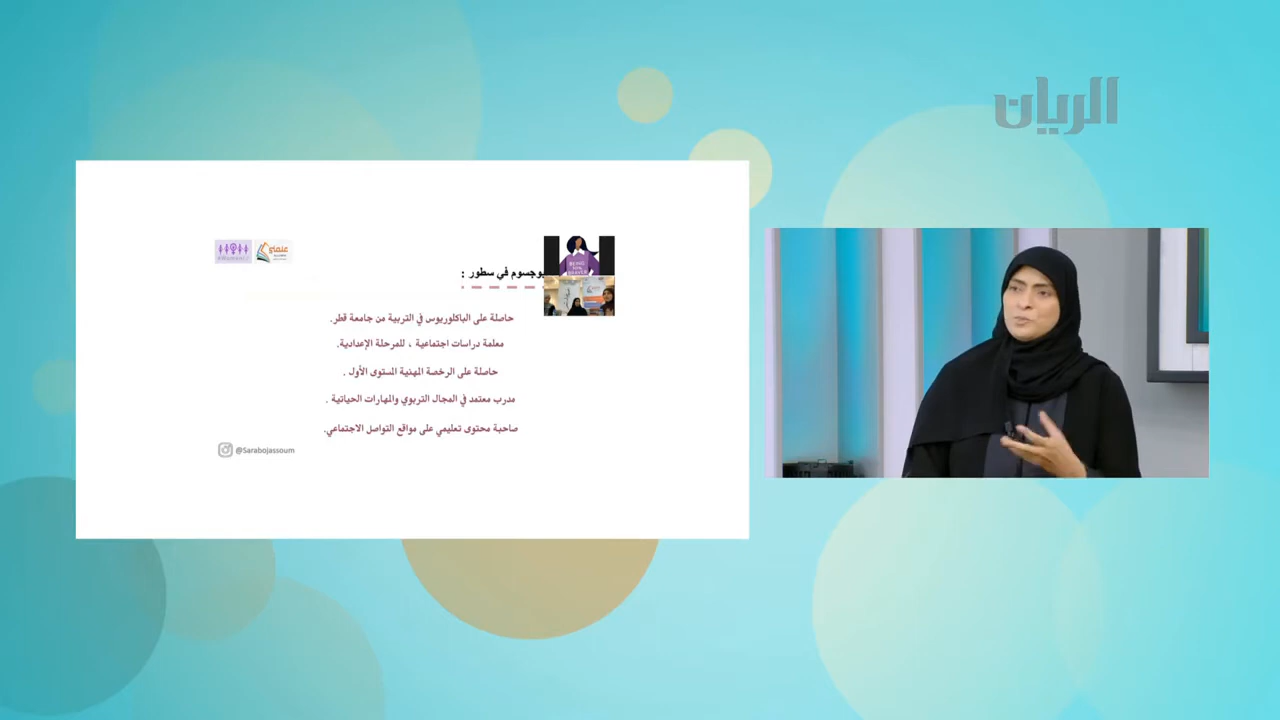 الريان
علمني
بوجسوم في سطور :
حاصلة على الباكلوريوس في التربية من جامعة قطر.
معلمة دراسات اجتماعية ، للمرحلة الإعدادية.
حاصلة على الرخصة المهنية المستوى الأول .
مدرب معتمد في المجال التربوي والمهارات الحياتية .
صاحبة محتوى تعليمي على مواقع التواصل الاجتماعي.
@Sarabojassoum